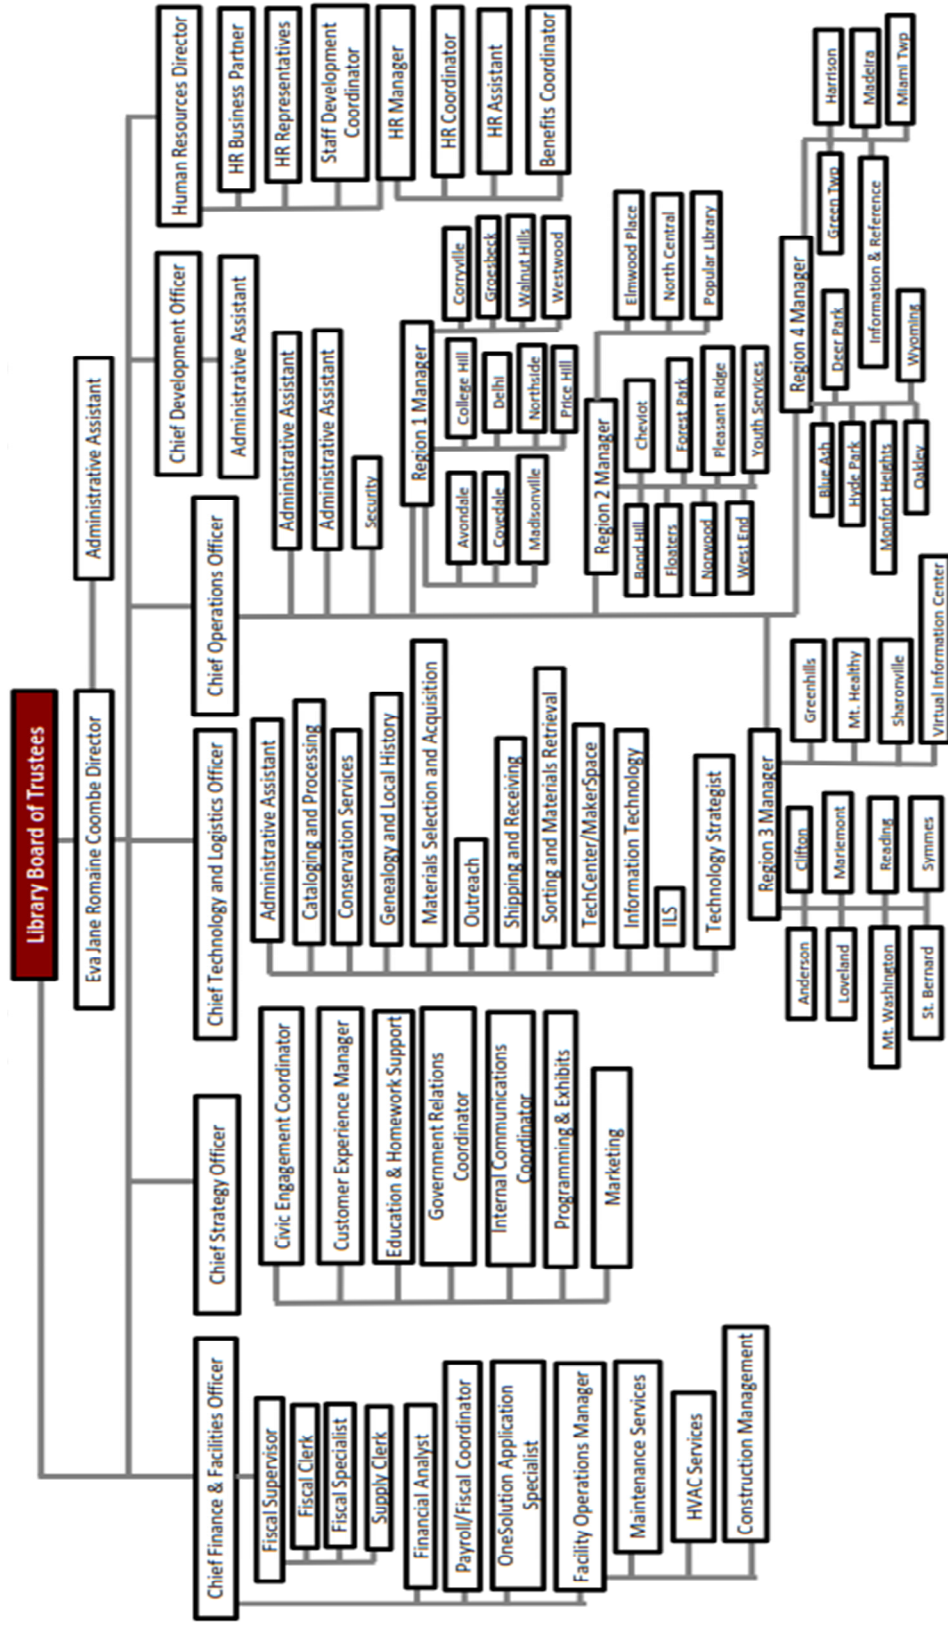 Library Board of Trustees
Eva Jane Romaine Coombe Director
Administrative Assistant
Chief Finance & Facilities Officer
Fiscal Supervisor
Fiscal Clerk
Fiscal Specialist
Supply Clerk
Financial Analyst
Payroll/Fiscal Coordinator
OneSolution Application
Specialist
Facility Operations Manager
Maintenance Services
HVAC Services
Construction Management
Chief Strategy Officer
Civic Engagement Coordinator
Customer Experience Manager
Education & Homework Support
Government Relations
Coordinator
Internal Communications
Coordinator
Programming & Exhibits
Marketing
Chief Technology and Logistics Officer
Administrative Assistant
Cataloging and Processing
Conservation Services
Genealogy and Local History
Materials Selection and Acquisition
Outreach
Shipping and Receiving
Sorting and Materials Retrieval
TechCenter/MakerSpace
Information Technology
ILS
Technology Strategist
Chief Operations Officer
Administrative Assistant
Administrative Assistant
Security
Region 1 Manager
Avondale
Covedale
Madisonville
College Hill
Delhi
Northside
Price Hill
Corryville
Groesbeck
Walnut Hills
Westwood
Region 2 Manager
Bond Hill
Floaters
Norwood
West End
Cheviot
Forest Park
Pleasant Ridge
Youth Services
Elmwood Place
North Central
Popular Library
Region 3 Manager
Anderson
Loveland
Mt. Washington
St. Bernard
Clifton
Mariemont
Reading
Symmes
Greenhills
Mt. Healthy
Sharonville
Virtual Information Center
Region 4 Manager
Blue Ash
Hyde Park
Monfort Heights
Oakley
Deer Park
Information & Reference
Wyoming
Green Twp
Harrison
Madeira
Miami Twp
Chief Development Officer
Administrative Assistant
Human Resources Director
HR Business Partner
HR Representatives
Staff Development
Coordinator
HR Manager
HR Coordinator
HR Assistant
Benefits Coordinator